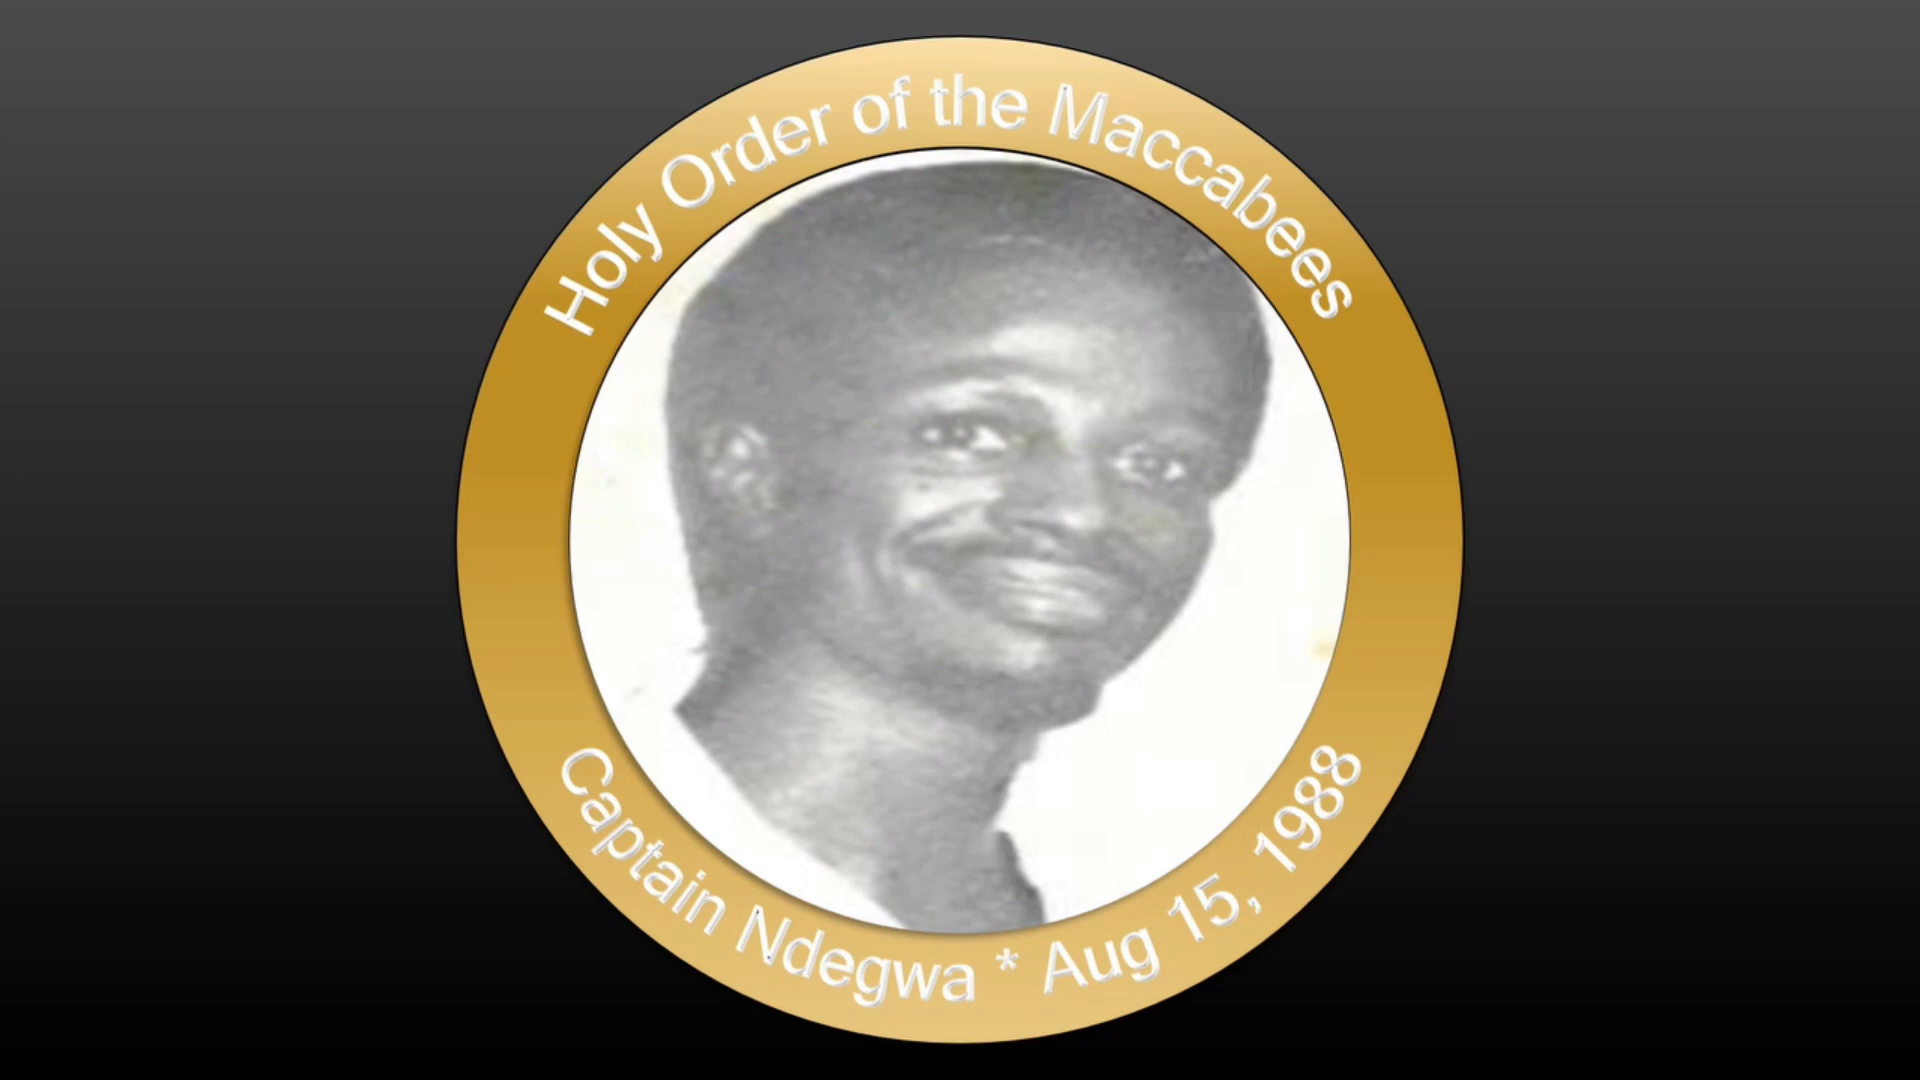 Holy Order of the Maccabees
Captain Ndegwa * Aug 15, 1988